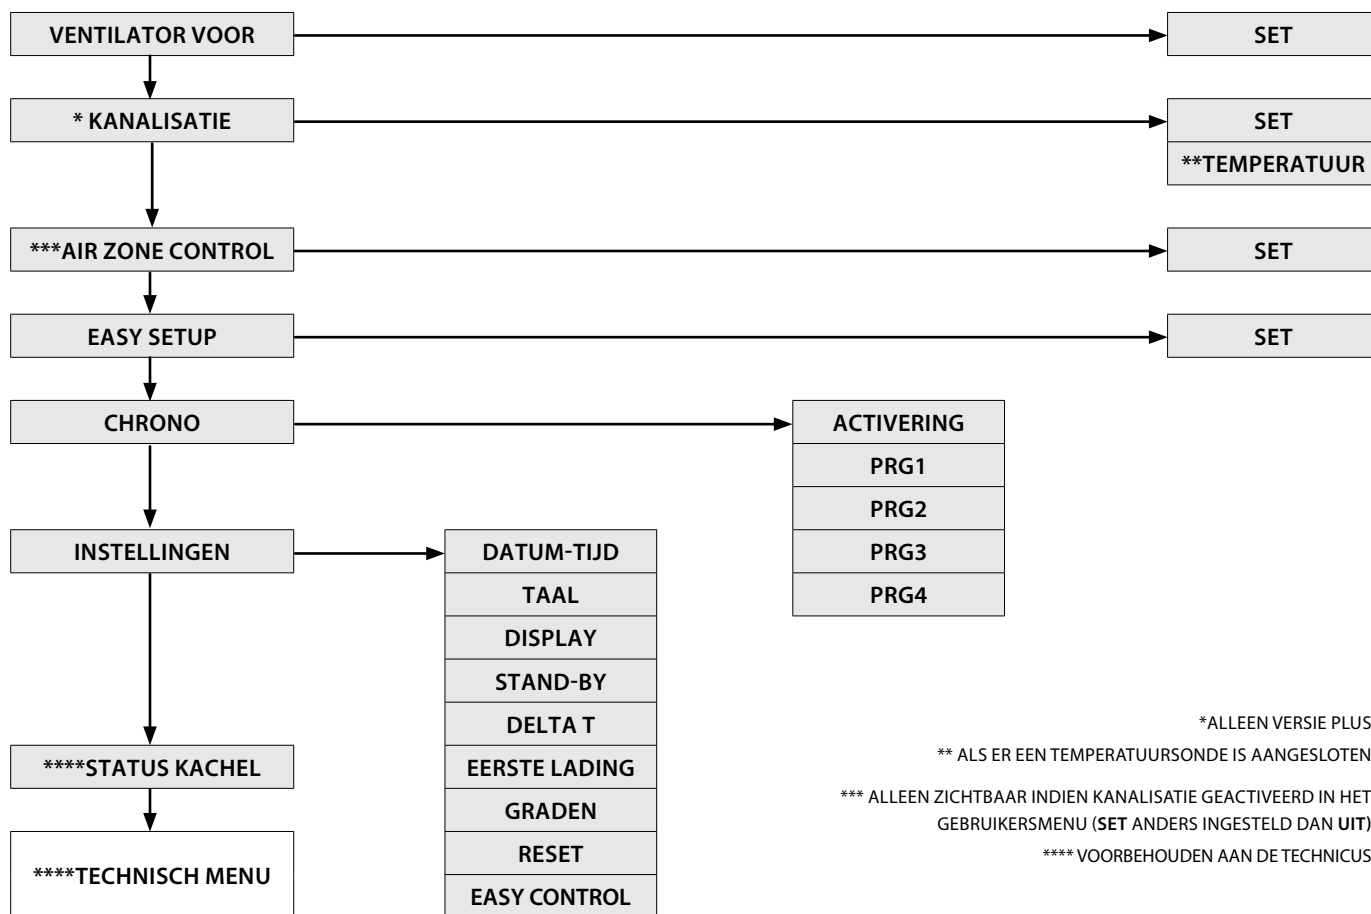 VENTILATOR VOOR
SET
* KANALISATIE
SET
**TEMPERATUUR
***AIR ZONE CONTROL
SET
EASY SETUP
SET
CHRONO
ACTIVERING
PRG1
PRG2
PRG3
PRG4
INSTELLINGEN
DATUM-TIJD
TAAL
DISPLAY
STAND-BY
DELTA T
EERSTE LADING
GRADEN
RESET
EASY CONTROL
****STATUS KACHEL
****TECHNISCH MENU
*ALLEEN VERSIE PLUS
** ALS ER EEN TEMPERATUURSONDE IS AANGESLOTEN
*** ALLEEN ZICHTBAAR INDIEN KANALISATIE GEACTIVEERD IN HET
GEBRUIKERSMENU (SET ANDERS INGESTELD DAN UIT)
**** VOORBEHOUDEN AAN DE TECHNICUS